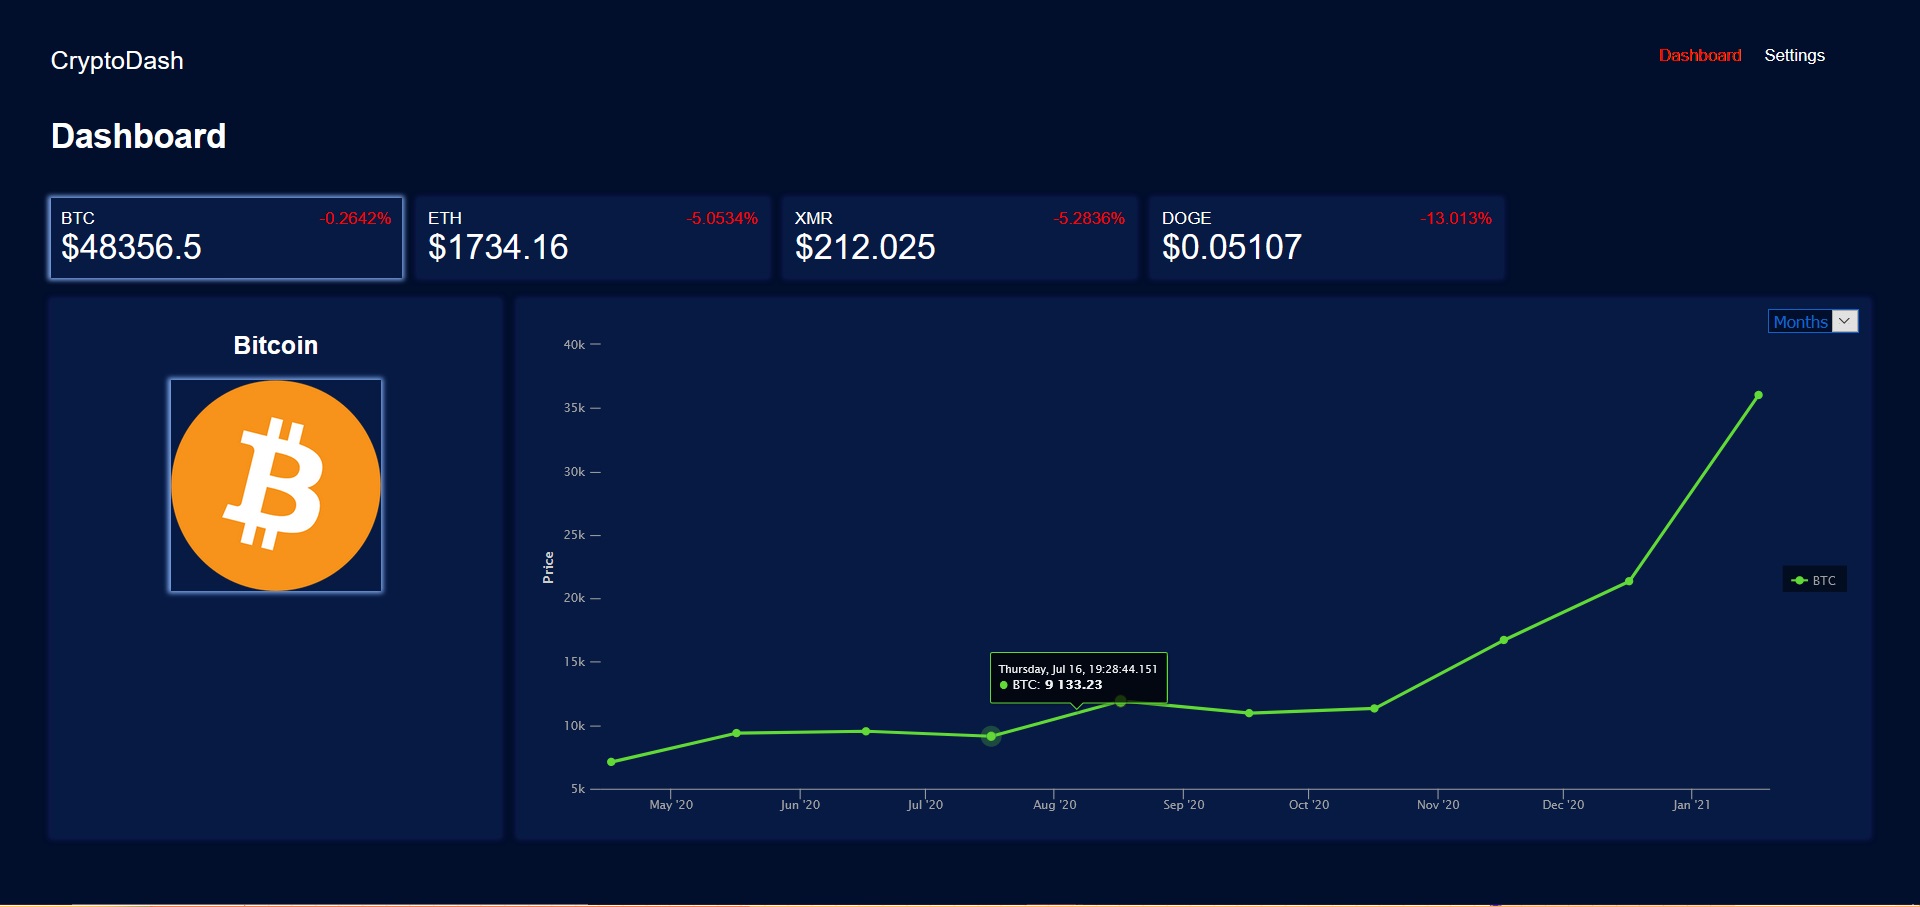 CryptoDash
Dashboard Settings
Dashboard
BTC -0.2642%
$48356.5
ETH -5.0534%
$1734.16
XMR -5.2836%
$212.025
DOGE -13.013%
$0.05107
Bitcoin
Months
40k
35k
30k
25k
20k
15k
10k
5k
Price
Thursday, Jul 16, 19:28:44.151
BTC: 9 133.23
BTC
May '20 Jun '20 Jul '20 Aug '20 Sep '20 Oct '20 Nov '20 Dec '20 Jan '21